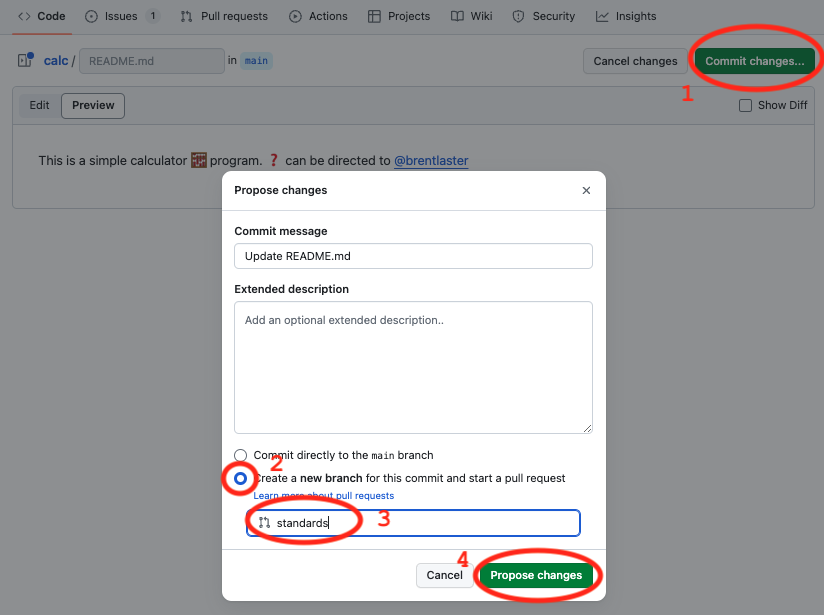 <> Code Issues 1 Pull requests Actions Projects Wiki Security Insights
calc / README.md in main Cancel changes Commit changes...
1
Edit Preview Show Diff
This is a simple calculator 🧮 program. ❓ can be directed to @brentlaster
Propose changes ×
Commit message
Update README.md
Extended description
Add an optional extended description..
Commit directly to the main branch
2
Create a new branch for this commit and start a pull request
Learn more about pull requests
standards 3
4
Cancel Propose changes